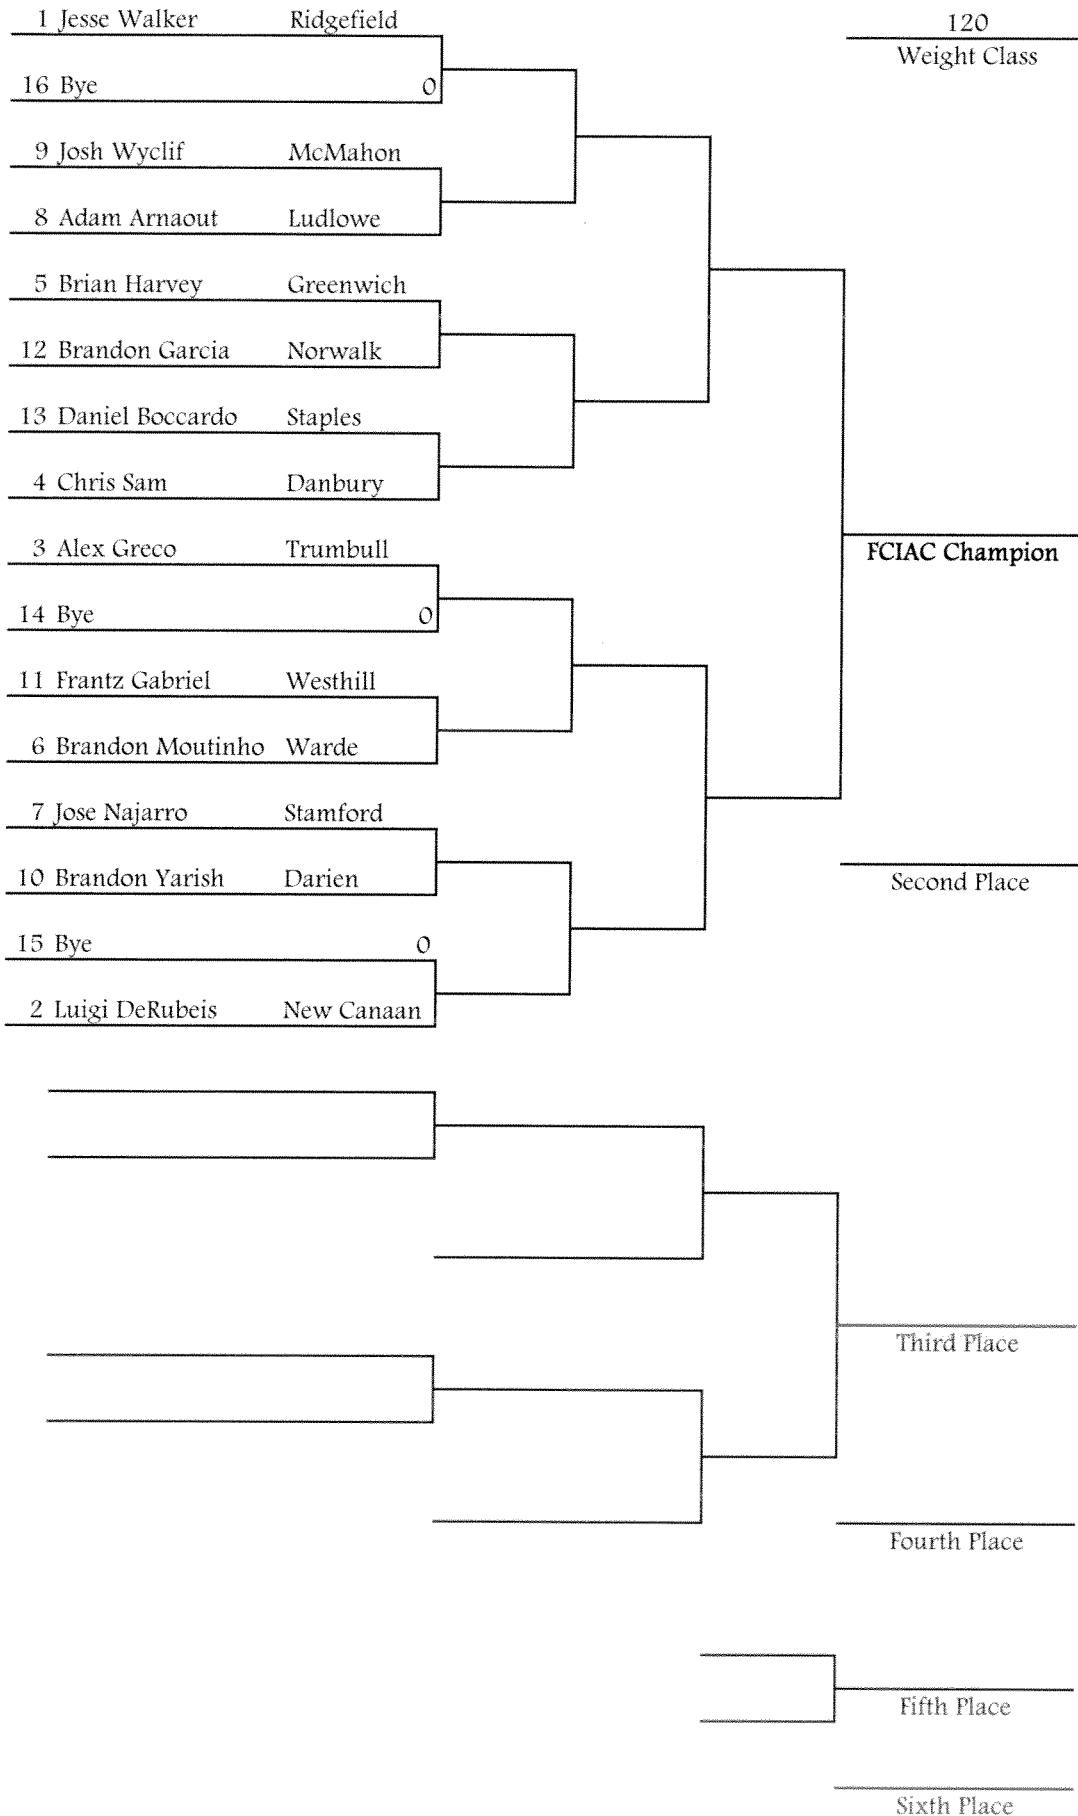 1 Jesse Walker Ridgefield
120
Weight Class
16 Bye 0
9 Josh Wyclif McMahon
8 Adam Arnaout Ludlowe
5 Brian Harvey Greenwich
12 Brandon Garcia Norwalk
13 Daniel Boccardo Staples
4 Chris Sam Danbury
3 Alex Greco Trumbull
FCIAC Champion
14 Bye 0
11 Frantz Gabriel Westhill
6 Brandon Moutinho Warde
7 Jose Najarro Stamford
10 Brandon Yarish Darien
Second Place
15 Bye 0
2 Luigi DeRubeis New Canaan
Third Place
Fourth Place
Fifth Place
Sixth Place